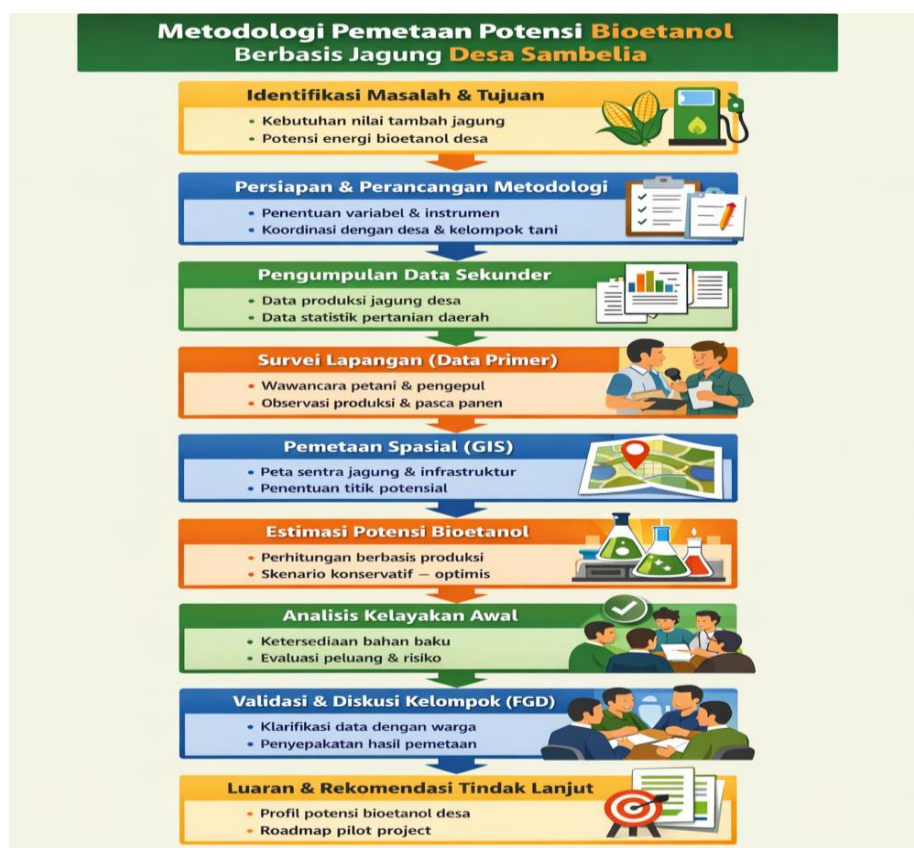 Metodologi Pemetaan Potensi Bioetanol
Berbasis Jagung Desa Sambelia
Identifikasi Masalah & Tujuan
• Kebutuhan nilai tambah jagung
• Potensi energi bioetanol desa
Persiapan & Perancangan Metodologi
• Penentuan variabel & instrumen
• Koordinasi dengan desa & kelompok tani
Pengumpulan Data Sekunder
• Data produksi jagung desa
• Data statistik pertanian daerah
Survei Lapangan (Data Primer)
• Wawancara petani & pengepul
• Observasi produksi & pasca panen
Pemetaan Spasial (GIS)
• Peta sentra jagung & infrastruktur
• Penentuan titik potensial
Estimasi Potensi Bioetanol
• Perhitungan berbasis produksi
• Skenario konservatif – optimis
Analisis Kelayakan Awal
• Ketersediaan bahan baku
• Evaluasi peluang & risiko
Validasi & Diskusi Kelompok (FGD)
• Klarifikasi data dengan warga
• Penyepakatan hasil pemetaan
Luaran & Rekomendasi Tindak Lanjut
• Profil potensi bioetanol desa
• Roadmap pilot project